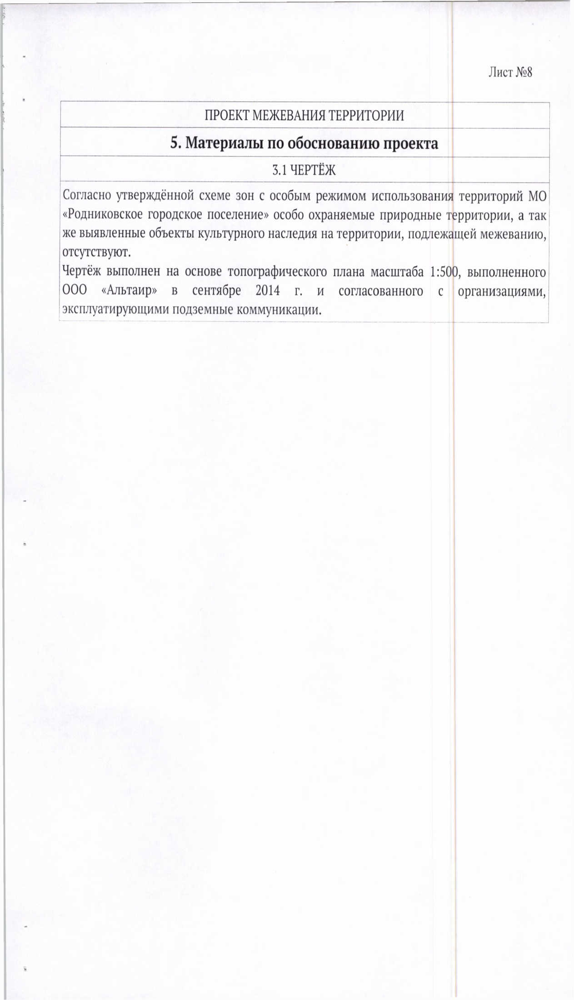 Лист №8
ПРОЕКТ МЕЖЕВАНИЯ ТЕРРИТОРИИ
5. Материалы по обоснованию проекта
3.1 ЧЕРТЁЖ
Согласно утверждённой схеме зон с особым режимом использования территорий МО
«Родниковское городское поселение» особо охраняемые природные территории, а так
же выявленные объекты культурного наследия на территории, подлежащей межеванию,
отсутствуют.
Чертёж выполнен на основе топографического плана масштаба 1:500, выполненного
ООО «Альтаир» в сентябре 2014 г. и согласованного с организациями,
эксплуатирующими подземные коммуникации.